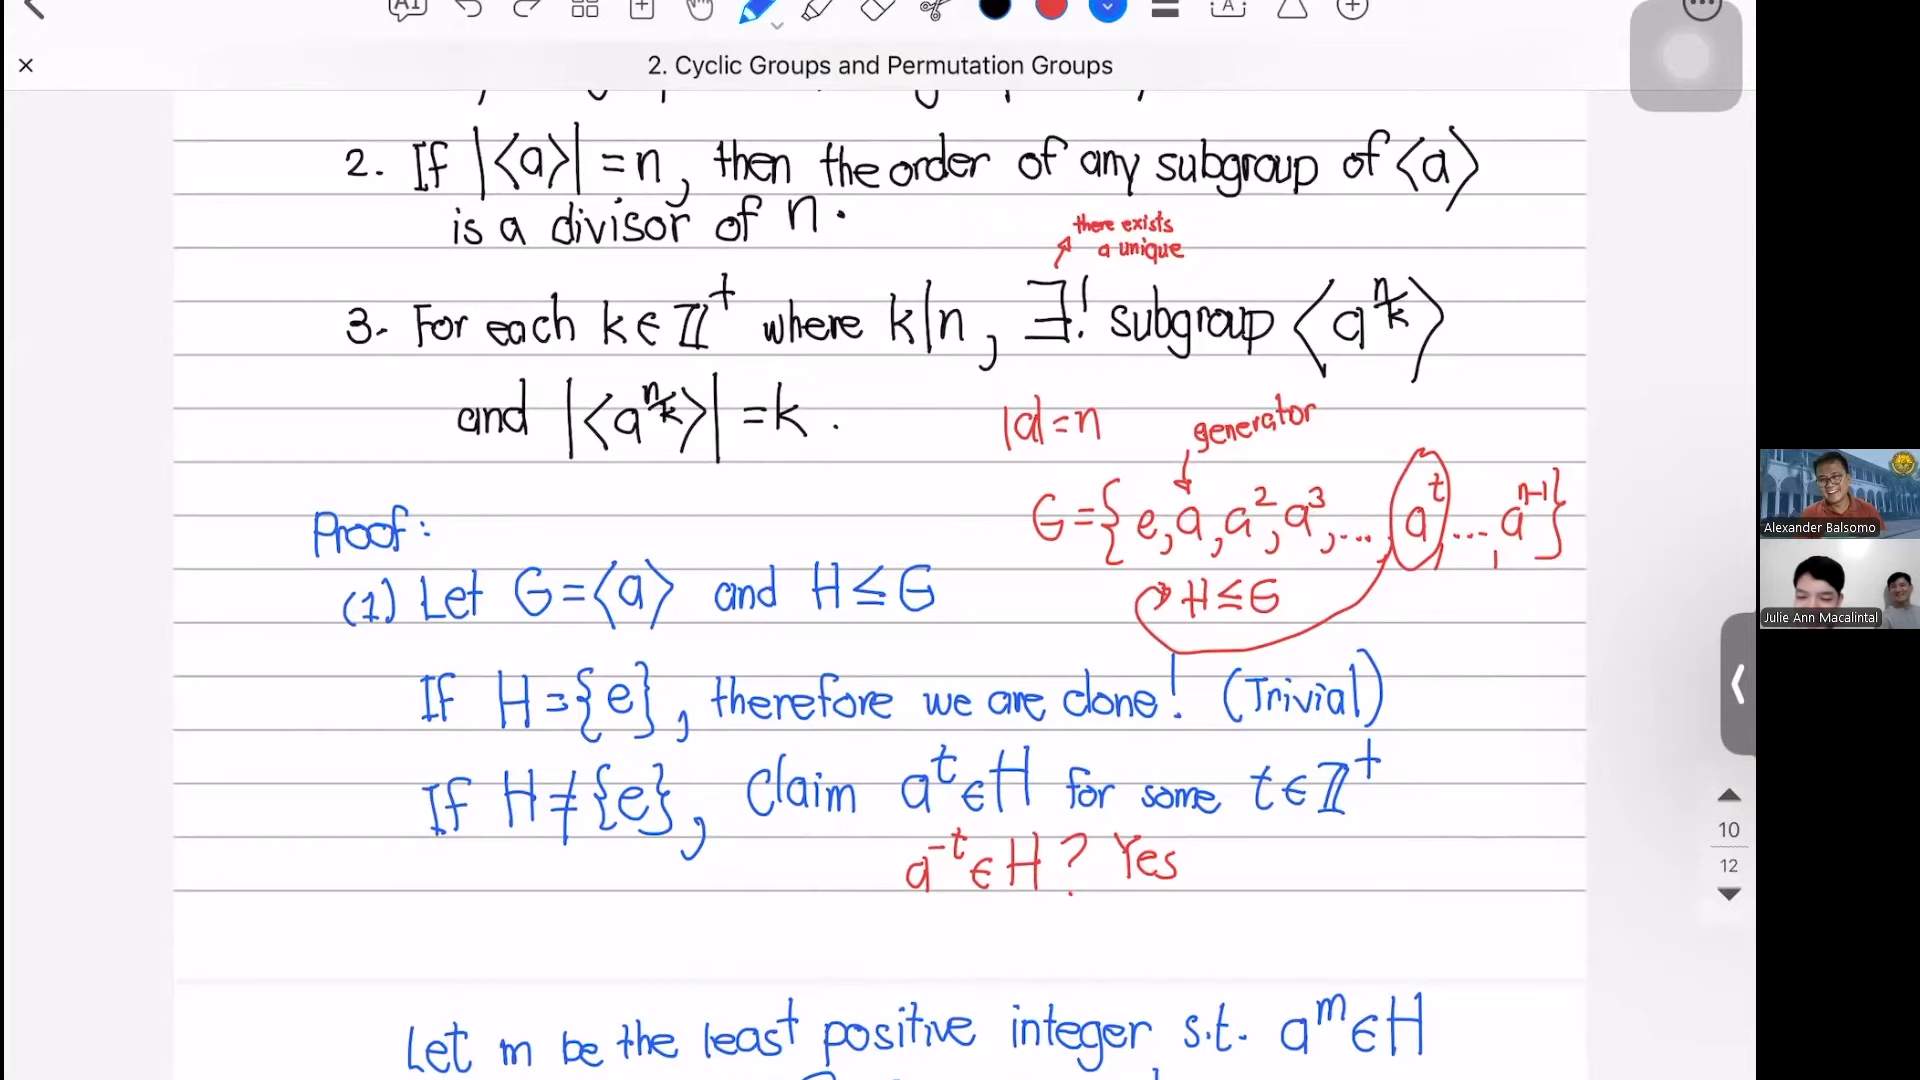 2. Cyclic Groups and Permutation Groups
2. If |⟨a⟩| = n, then the order of any subgroup of ⟨a⟩
is a divisor of n.
there exists
a unique
3. For each k ∈ ℤ⁺ where k|n, ∃! subgroup ⟨a^{n/k}⟩
and |⟨a^{n/k}⟩| = k.
|a| = n
generator
G = {e, a, a², a³, ..., a^t, ..., a^{n-1}}
Proof:
(1) Let G = ⟨a⟩ and H ≤ G
H ≤ G
If H = {e}, therefore we are done! (Trivial)
If H ≠ {e}, Claim a^t ∈ H for some t ∈ ℤ⁺
a^{-t} ∈ H? Yes
Let m be the least positive integer s.t. a^m ∈ H
Alexander Balsomo
Julie Ann Macalintal
10
12